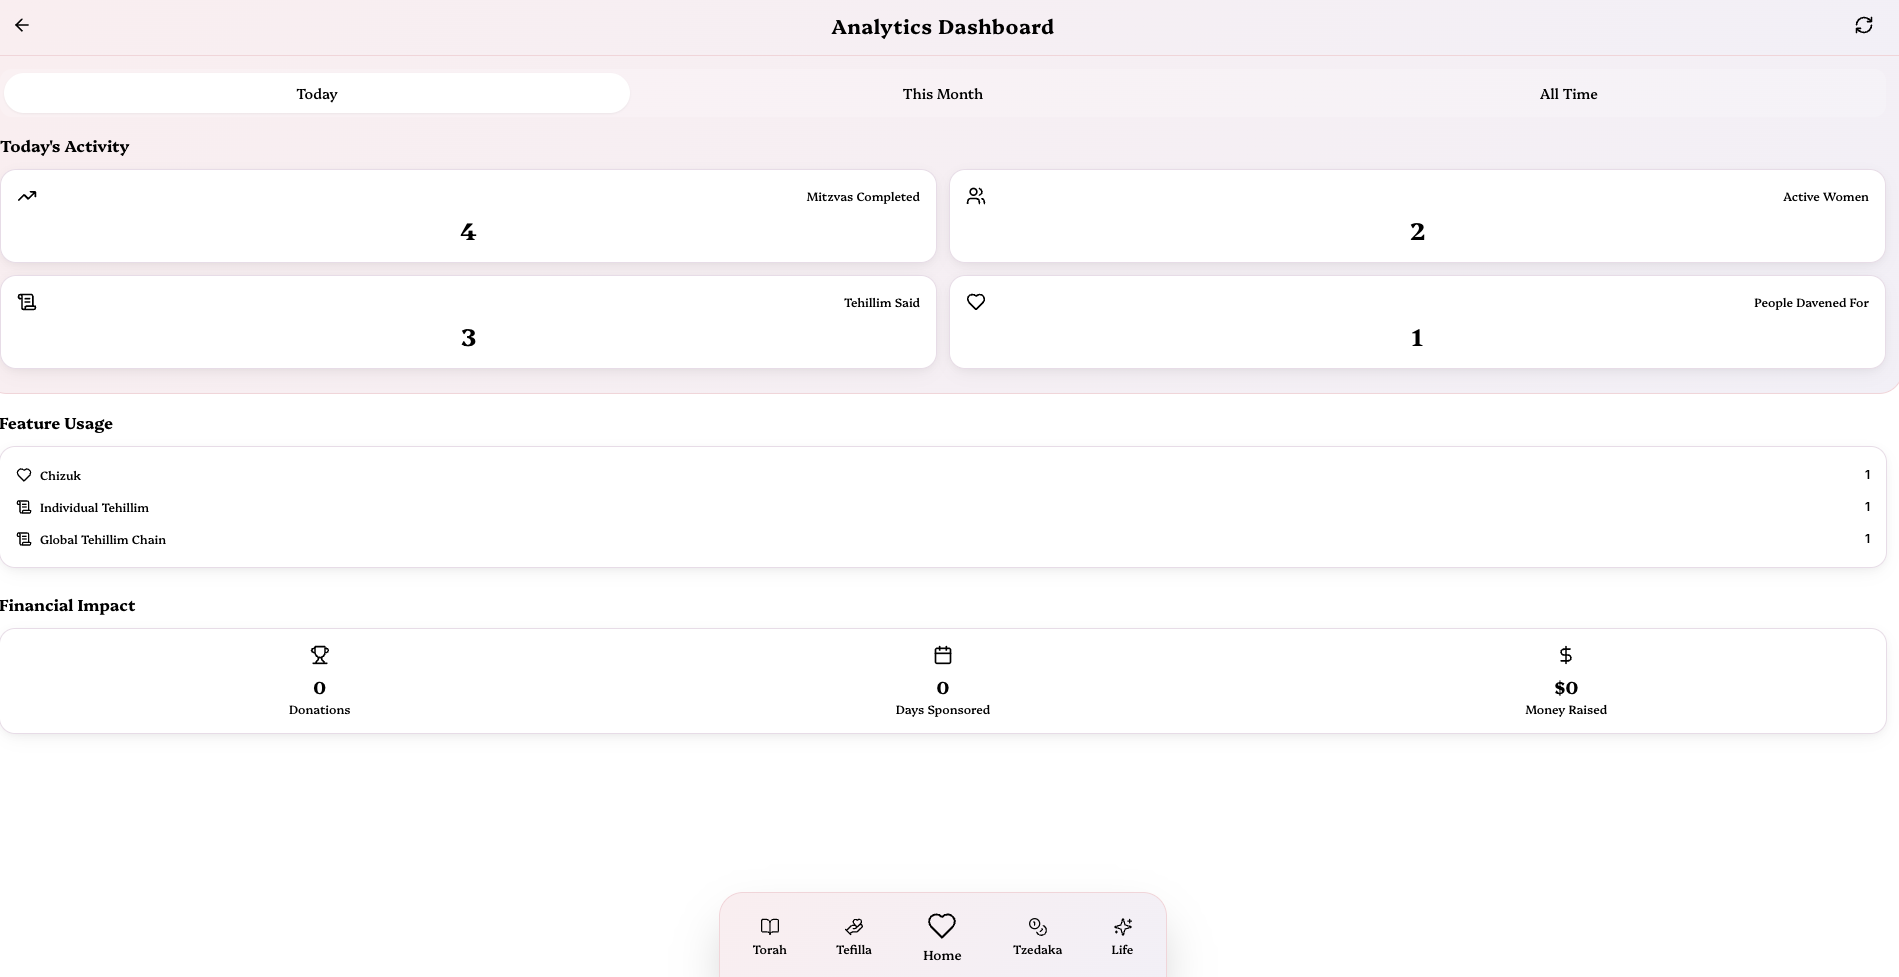 Analytics Dashboard
Today
This Month
All Time
Today's Activity
Mitzvas Completed
4
Active Women
2
Tehillim Said
3
People Davened For
1
Feature Usage
Chizuk 1
Individual Tehillim 1
Global Tehillim Chain 1
Financial Impact
0
Donations
0
Days Sponsored
$0
Money Raised
Torah
Tefilla
Home
Tzedaka
Life